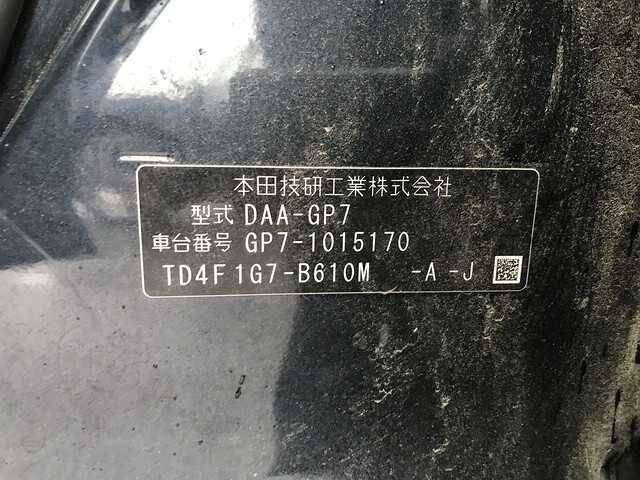 本田技研工業株式会社
型式 DAA-GP7
車台番号 GP7-1015170
TD4F1G7-B610M -A-J